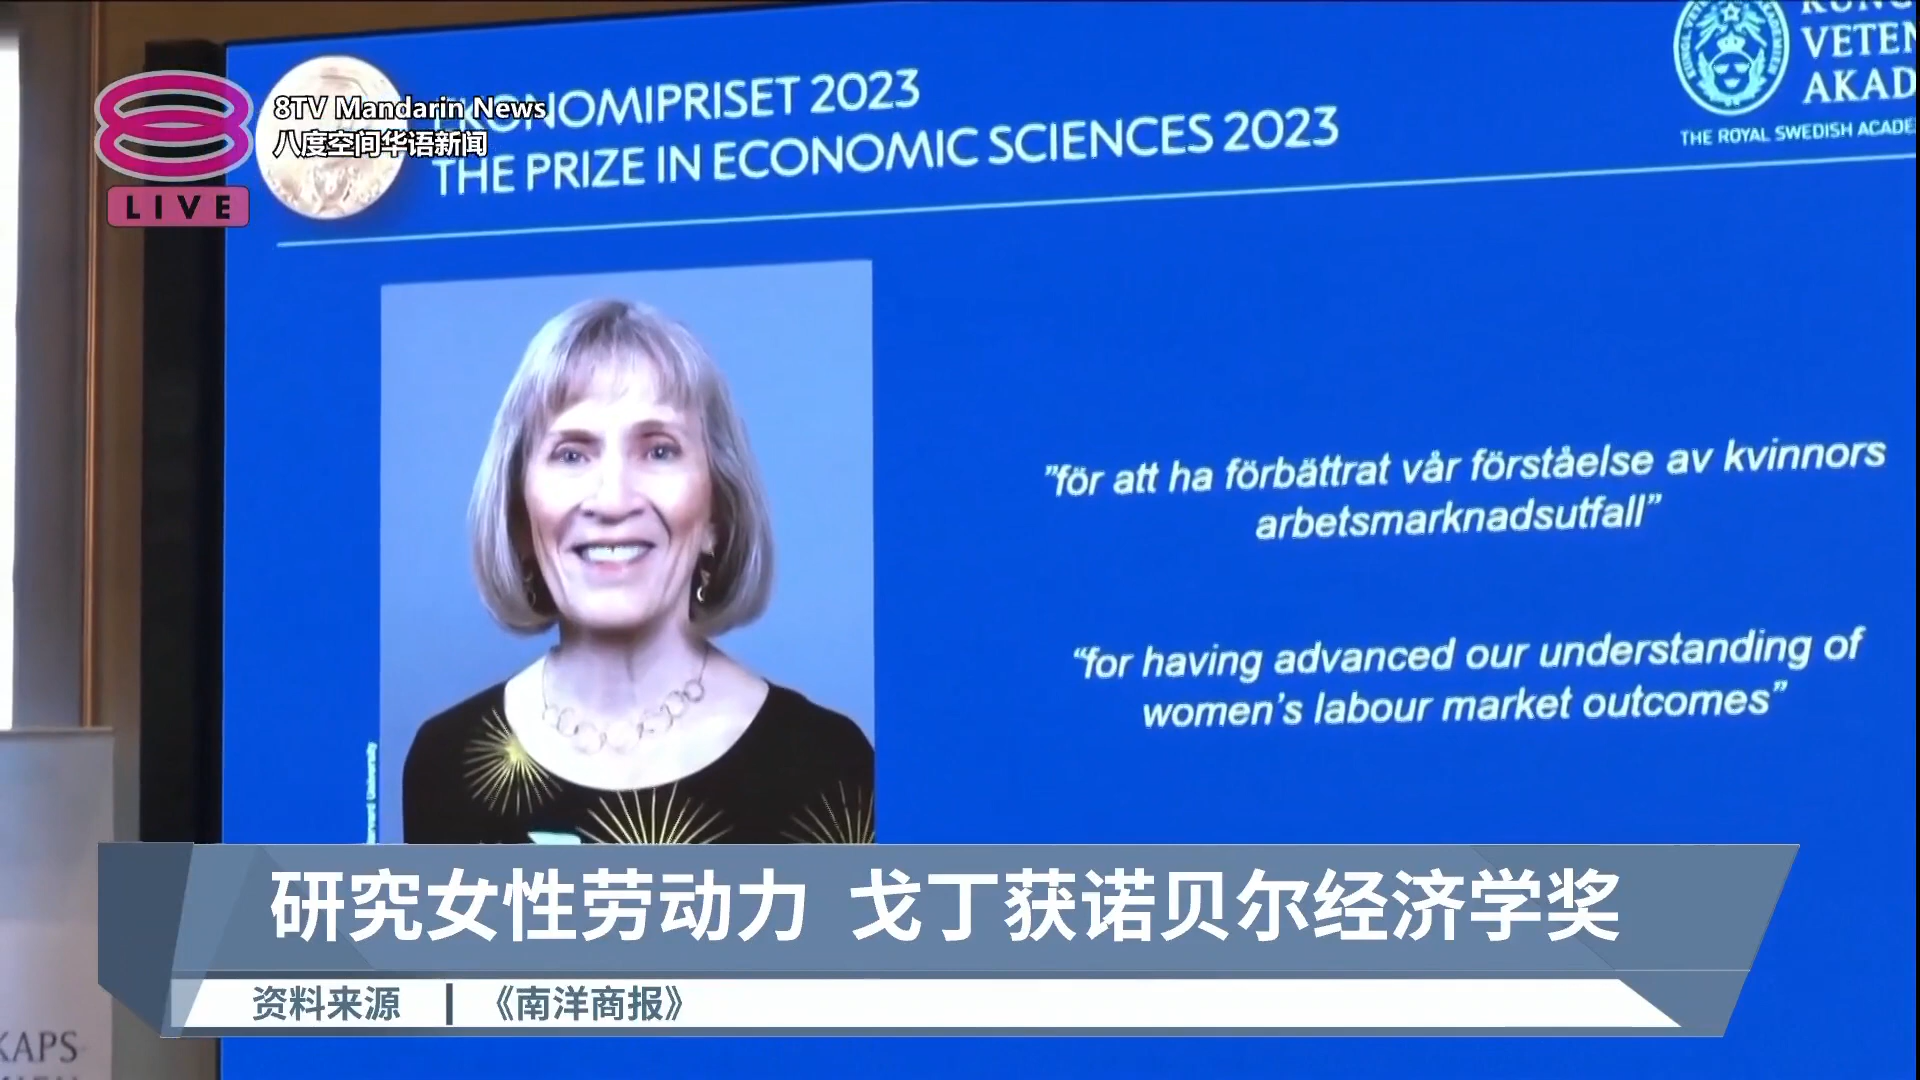 8TV Mandarin News
八度空间华语新闻
LIVE
EKONOMIPRISET 2023
THE PRIZE IN ECONOMIC SCIENCES 2023
VETEN
AKAD
THE ROYAL SWEDISH ACADE
”för att ha förbättrat vår förståelse av kvinnors
arbetsmarknadsutfall”
“for having advanced our understanding of
women’s labour market outcomes”
University
研究女性劳动力 戈丁获诺贝尔经济学奖
资料来源 | 《南洋商报》
KAPS